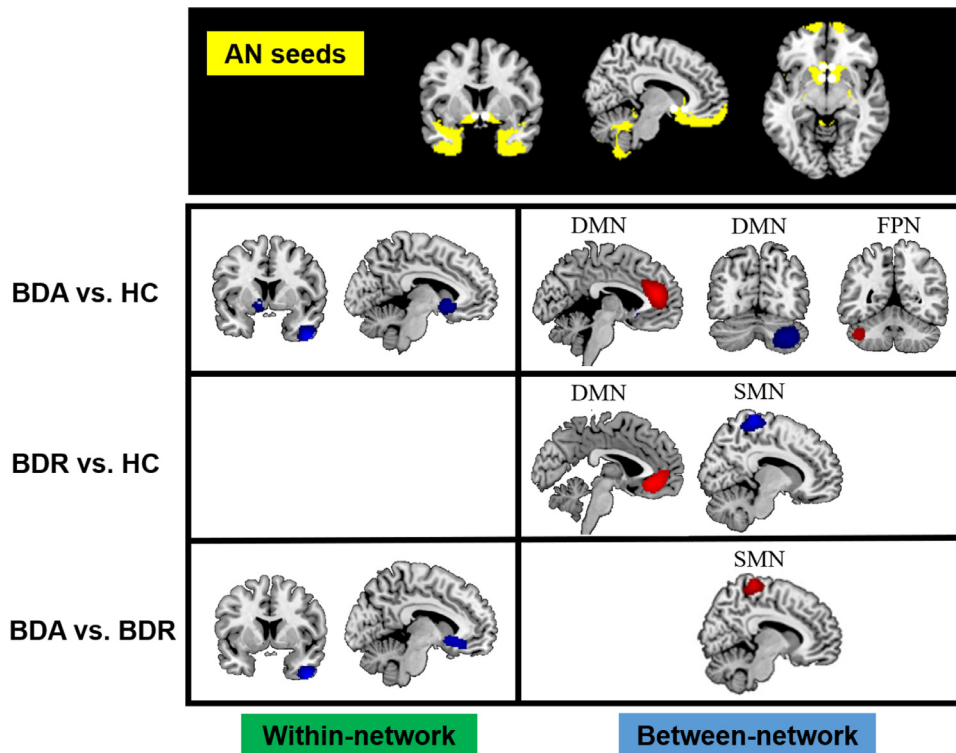 AN seeds
BDA vs. HC
DMN
DMN
FPN
BDR vs. HC
DMN
SMN
BDA vs. BDR
SMN
Within-network
Between-network